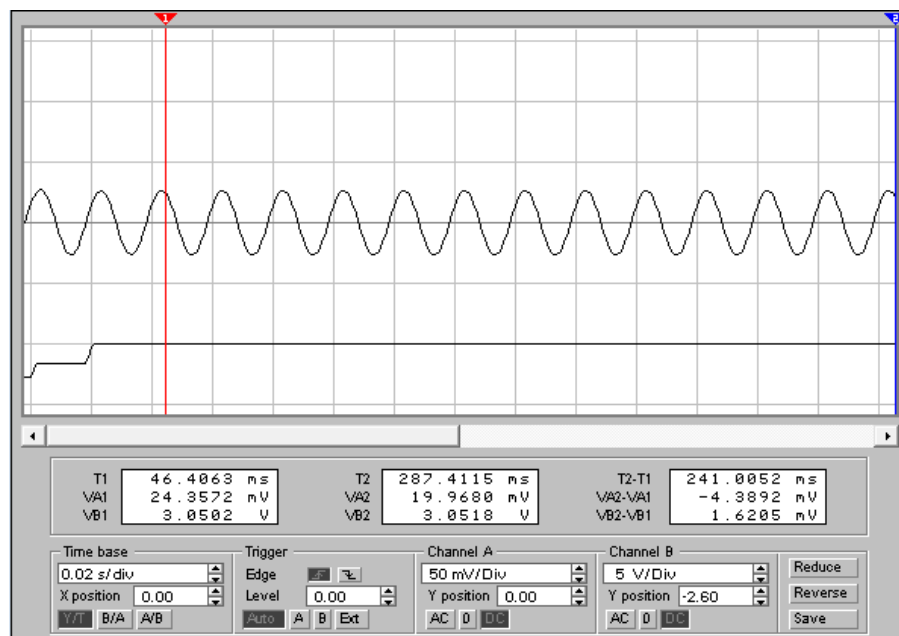 1 2
T1 46.4063 ms T2 287.4115 ms T2-T1 241.0052 ms
VA1 24.3572 mV VA2 19.9680 mV VA2-VA1 -4.3892 mV
VB1 3.0502 V VB2 3.0518 V VB2-VB1 1.6205 mV
Time base Trigger Channel A Channel B
0.02 s/div Edge 50 mV/Div 5 V/Div Reduce
X position 0.00 Level 0.00 Y position 0.00 Y position -2.60 Reverse
Y/T B/A A/B Auto A B Ext AC 0 DC AC 0 DC Save